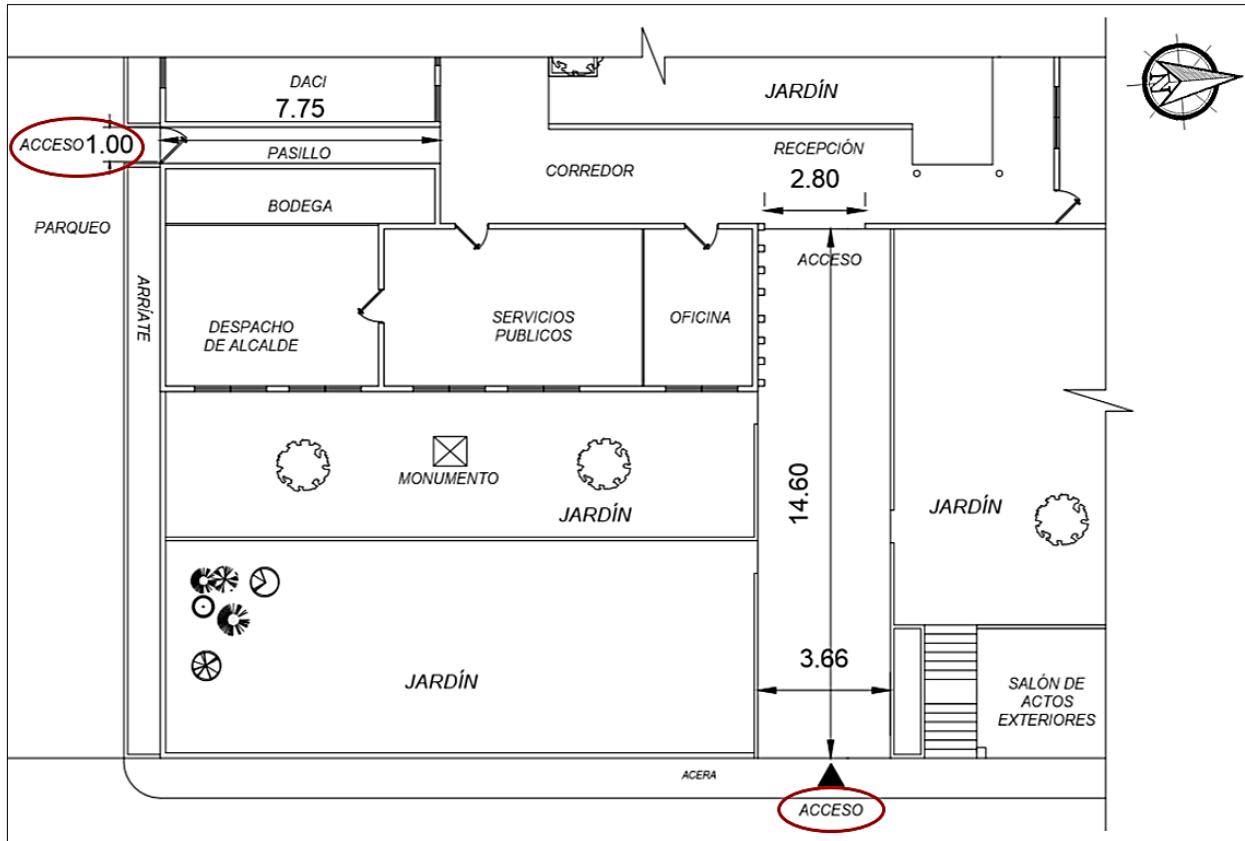 DACI
7.75
JARDÍN
ACCESO 1.00
PASILLO
RECEPCIÓN
2.80
CORREDOR
BODEGA
PARQUEO
ACCESO
ARRÍATE
DESPACHO
DE ALCALDE
SERVICIOS
PUBLICOS
OFICINA
MONUMENTO
JARDÍN
14.60
JARDÍN
3.66
JARDÍN
SALÓN DE
ACTOS
EXTERIORES
ACERA
ACCESO
N